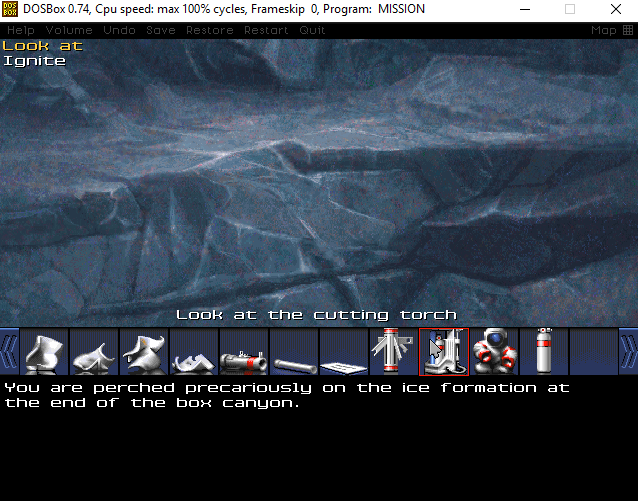 DOS
BOX
DOSBox 0.74, Cpu speed: max 100% cycles, Frameskip 0, Program: MISSION
Help Volume Undo Save Restore Restart Quit Map
Look at
Ignite
Look at the cutting torch
You are perched precariously on the ice formation at
the end of the box canyon.